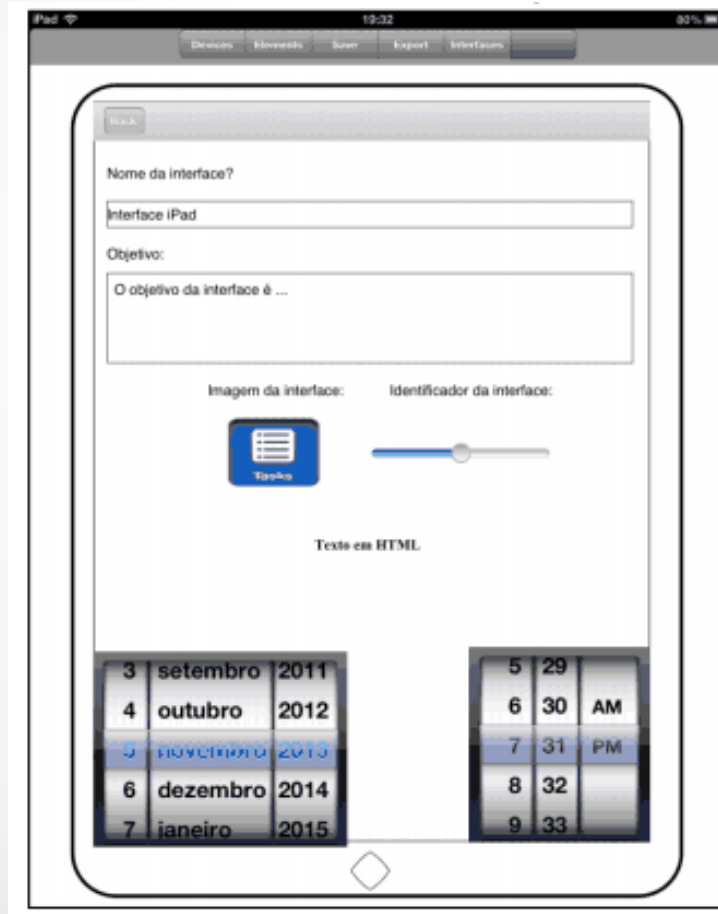 iPad 19:32 80%
Devices Elements Save Export Interfaces
Back
Nome da interface?
Interface iPad
Objetivo:
O objetivo da interface é ...
Imagem da interface: Identificador da interface:
Tasks
Texto em HTML
3 setembro 2011 5 29
4 outubro 2012 6 30 AM
5 novembro 2013 7 31 PM
6 dezembro 2014 8 32
7 janeiro 2015 9 33